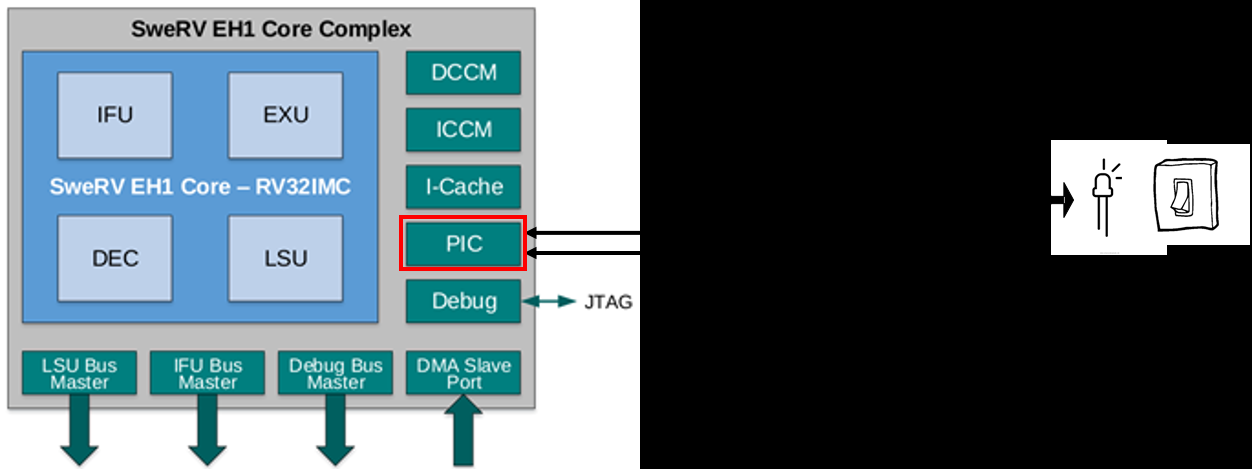 SweRV EH1 Core Complex
IFU
EXU
SweRV EH1 Core – RV32IMC
DEC
LSU
DCCM
ICCM
I-Cache
PIC
Debug
JTAG
LSU Bus
Master
IFU Bus
Master
Debug Bus
Master
DMA Slave
Port